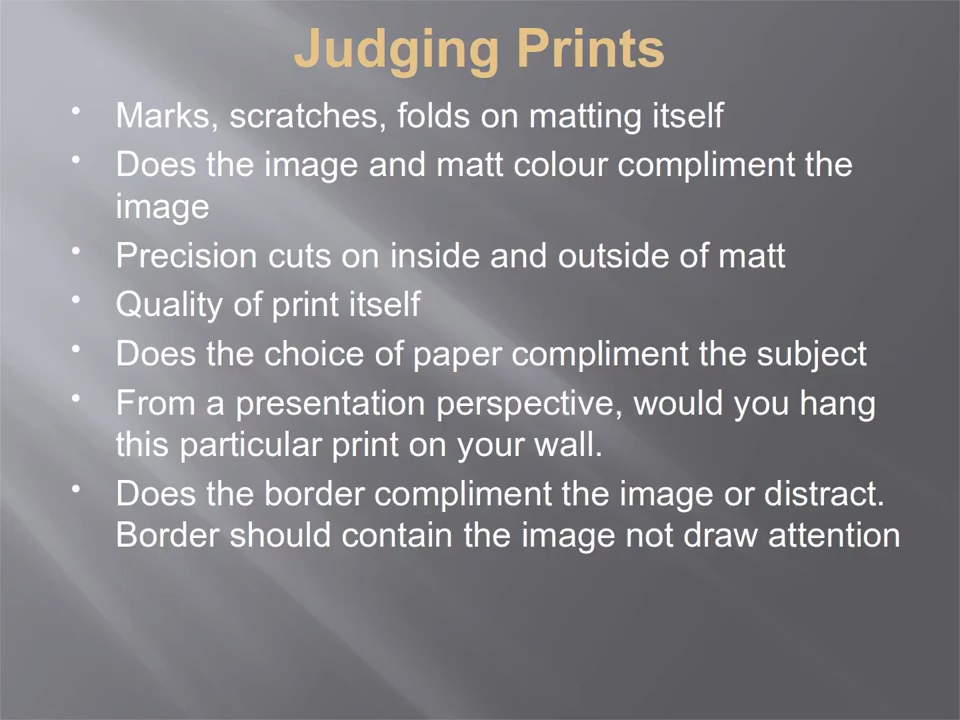 Judging Prints
• Marks, scratches, folds on matting itself
• Does the image and matt colour compliment the
image
• Precision cuts on inside and outside of matt
• Quality of print itself
• Does the choice of paper compliment the subject
• From a presentation perspective, would you hang
this particular print on your wall.
• Does the border compliment the image or distract.
Border should contain the image not draw attention